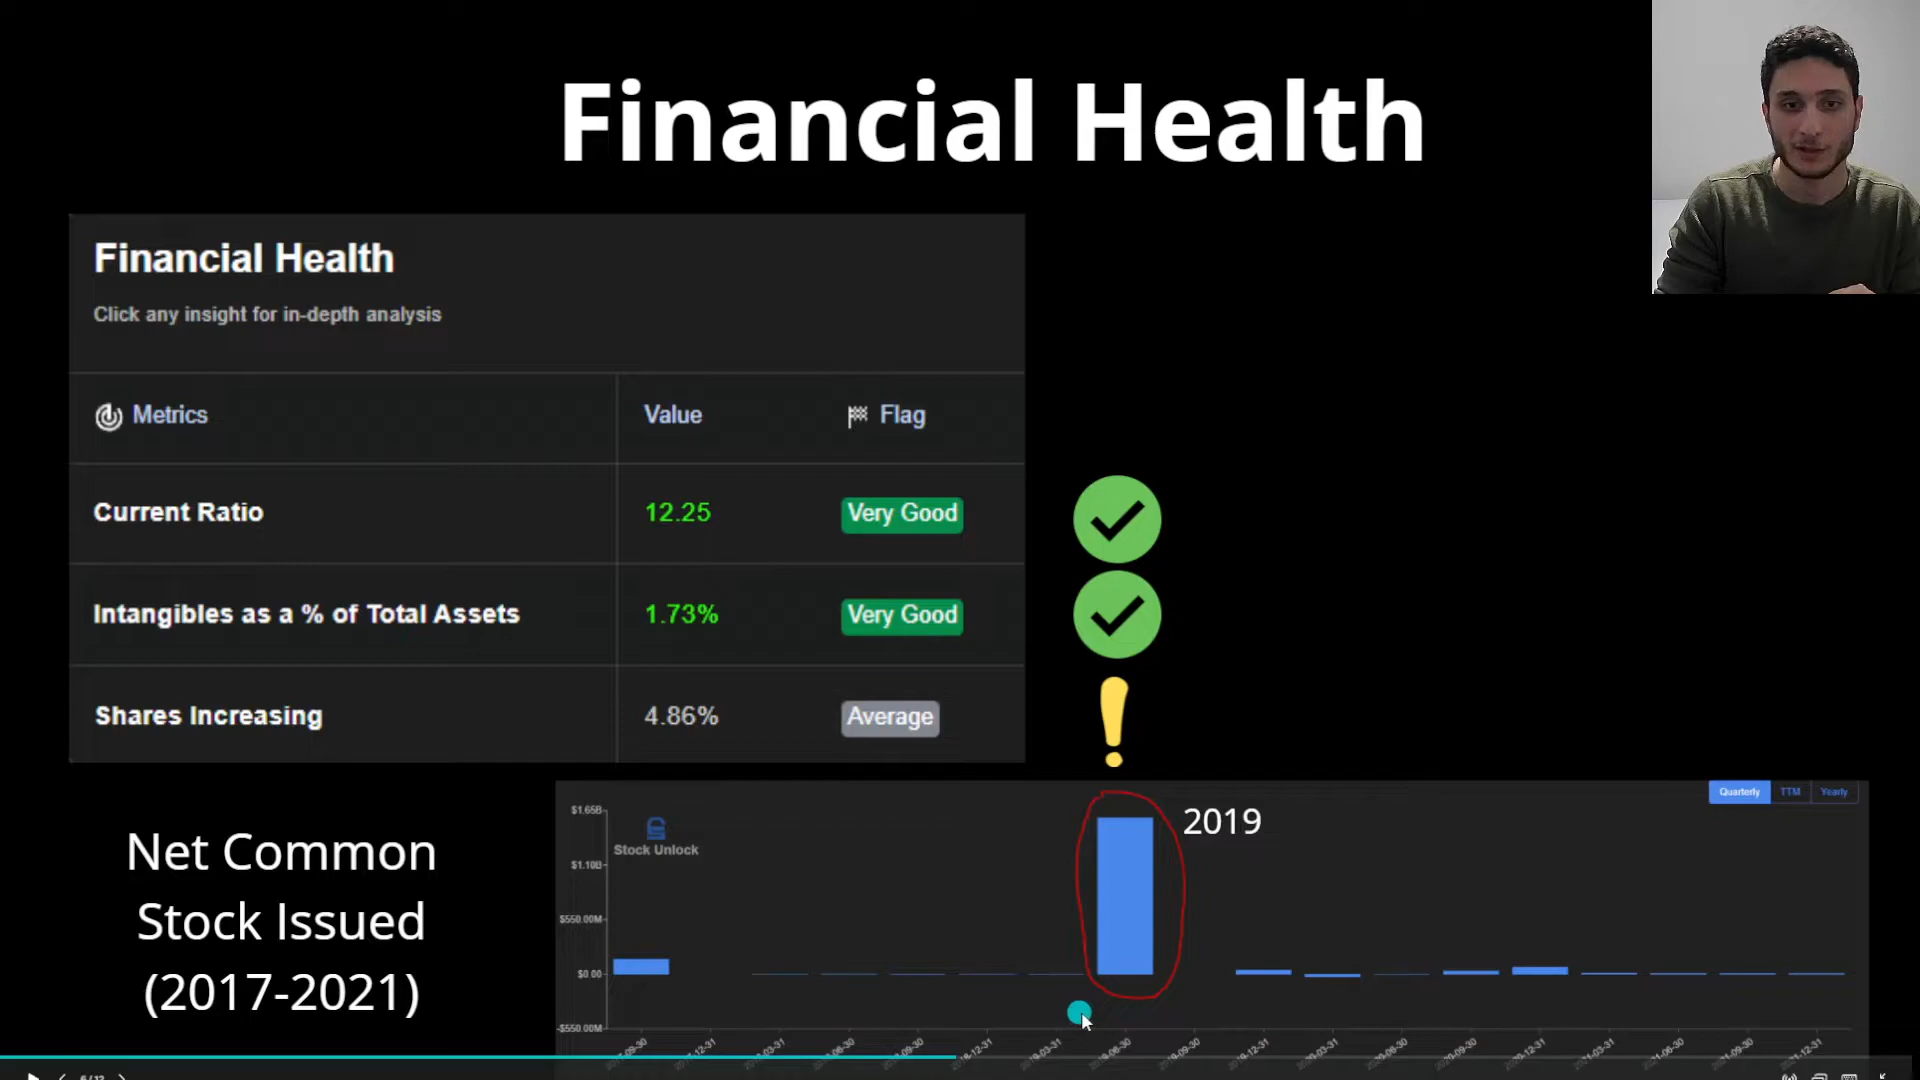 Financial Health
Financial Health
Click any insight for in-depth analysis
Metrics Value Flag
Current Ratio 12.25 Very Good
Intangibles as a % of Total Assets 1.73% Very Good
Shares Increasing 4.86% Average
Net Common
Stock Issued
(2017-2021)
Quarterly TTM Yearly
2019
Stock Unlock
$1.65B
$1.10B
$550.00M
$0.00
-$550.00M